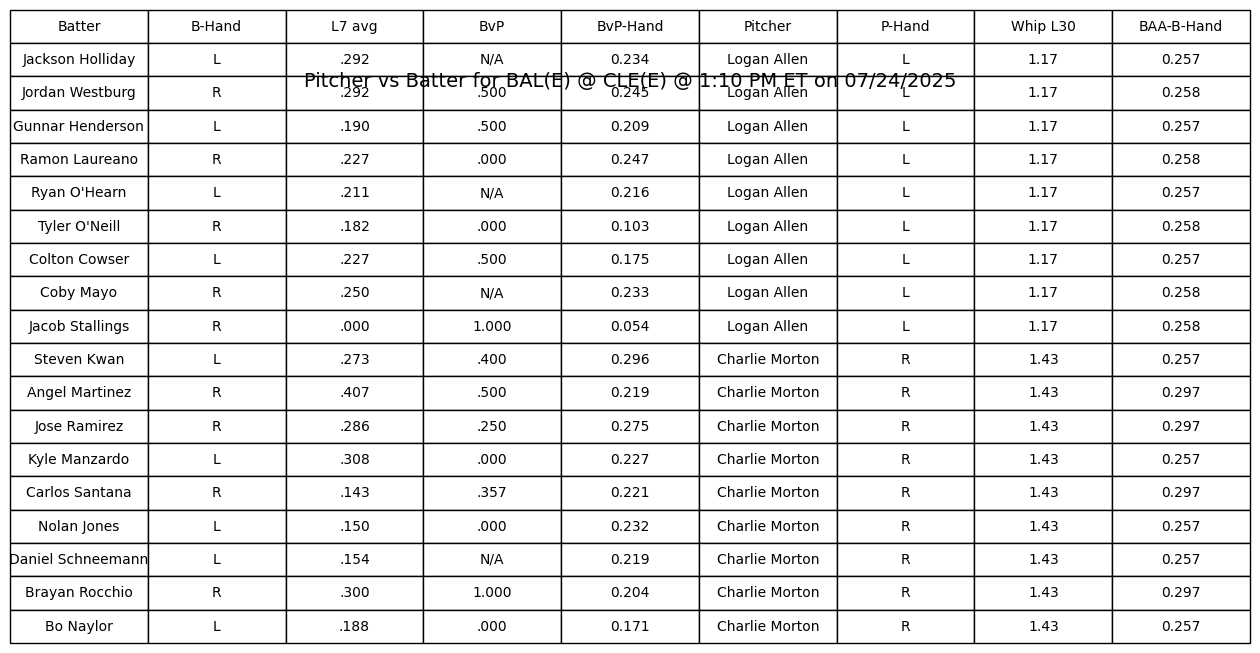 Batter B-Hand L7 avg BvP BvP-Hand Pitcher P-Hand Whip L30 BAA-B-Hand
Jackson Holliday L .292 N/A 0.234 Logan Allen L 1.17 0.257
Pitcher vs Batter for BAL(E) @ CLE(E) @ 1:10 PM ET on 07/24/2025
Jordan Westburg R .292 .500 0.245 Logan Allen L 1.17 0.258
Gunnar Henderson L .190 .500 0.209 Logan Allen L 1.17 0.257
Ramon Laureano R .227 .000 0.247 Logan Allen L 1.17 0.258
Ryan O'Hearn L .211 N/A 0.216 Logan Allen L 1.17 0.257
Tyler O'Neill R .182 .000 0.103 Logan Allen L 1.17 0.258
Colton Cowser L .227 .500 0.175 Logan Allen L 1.17 0.257
Coby Mayo R .250 N/A 0.233 Logan Allen L 1.17 0.258
Jacob Stallings R .000 1.000 0.054 Logan Allen L 1.17 0.258
Steven Kwan L .273 .400 0.296 Charlie Morton R 1.43 0.257
Angel Martinez R .407 .500 0.219 Charlie Morton R 1.43 0.297
Jose Ramirez R .286 .250 0.275 Charlie Morton R 1.43 0.297
Kyle Manzardo L .308 .000 0.227 Charlie Morton R 1.43 0.257
Carlos Santana R .143 .357 0.221 Charlie Morton R 1.43 0.297
Nolan Jones L .150 .000 0.232 Charlie Morton R 1.43 0.257
Daniel Schneemann L .154 N/A 0.219 Charlie Morton R 1.43 0.257
Brayan Rocchio R .300 1.000 0.204 Charlie Morton R 1.43 0.297
Bo Naylor L .188 .000 0.171 Charlie Morton R 1.43 0.257